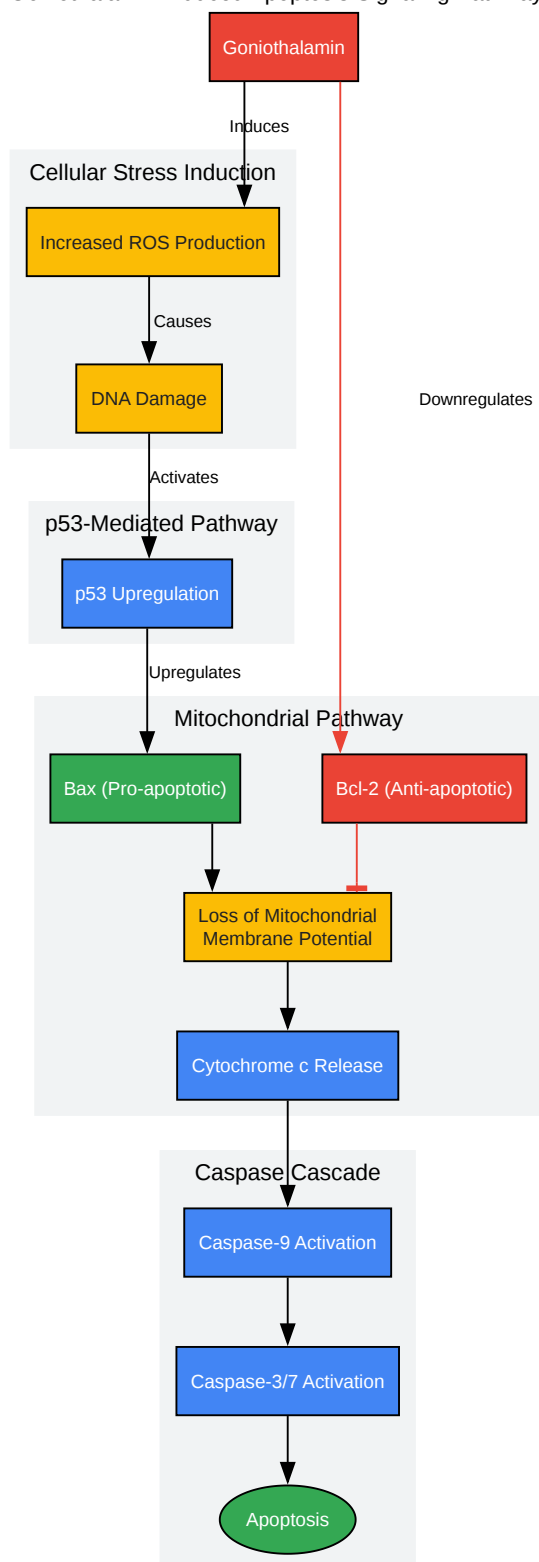 Goniothalamin
Induces
Cellular Stress Induction
Increased ROS Production
Causes
DNA Damage
Downregulates
Activates
p53-Mediated Pathway
p53 Upregulation
Upregulates
Mitochondrial Pathway
Bax (Pro-apoptotic)
Bcl-2 (Anti-apoptotic)
Loss of Mitochondrial
Membrane Potential
Cytochrome c Release
Caspase Cascade
Caspase-9 Activation
Caspase-3/7 Activation
Apoptosis